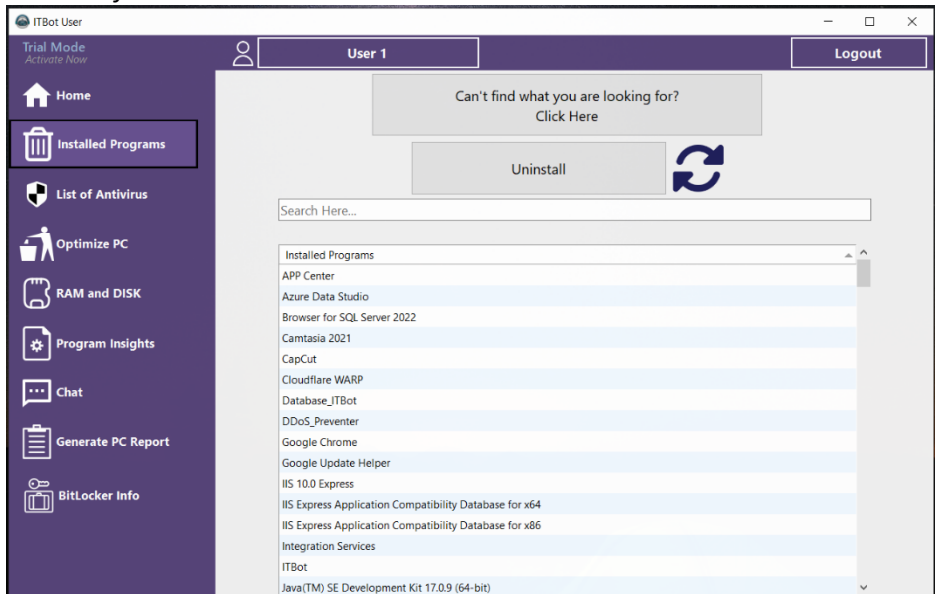 ITBot User
Trial Mode
Activate Now
User 1
Logout
Home
Installed Programs
List of Antivirus
Optimize PC
RAM and DISK
Program Insights
Chat
Generate PC Report
BitLocker Info
Can't find what you are looking for?
Click Here
Uninstall
Search Here...
Installed Programs
APP Center
Azure Data Studio
Browser for SQL Server 2022
Camtasia 2021
CapCut
Cloudflare WARP
Database_ITBot
DDoS_Preventer
Google Chrome
Google Update Helper
IIS 10.0 Express
IIS Express Application Compatibility Database for x64
IIS Express Application Compatibility Database for x86
Integration Services
ITBot
Java(TM) SE Development Kit 17.0.9 (64-bit)